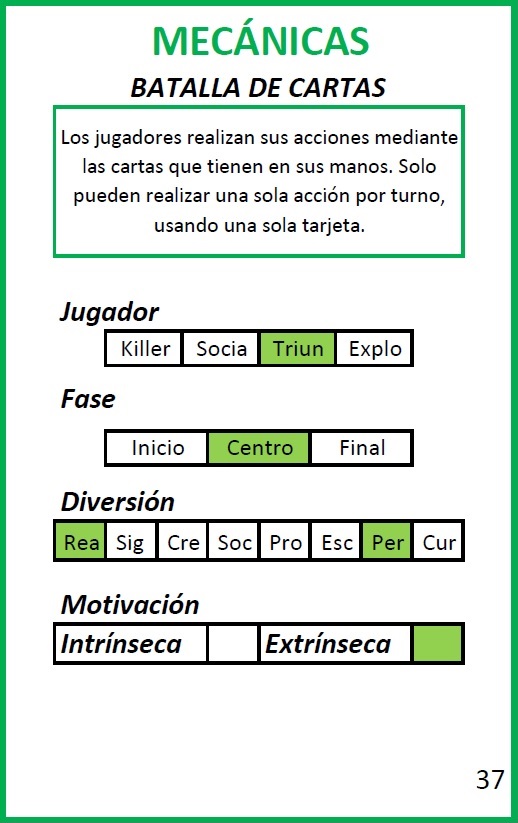 MECÁNICAS
BATALLA DE CARTAS
Los jugadores realizan sus acciones mediante
las cartas que tienen en sus manos. Solo
pueden realizar una sola acción por turno,
usando una sola tarjeta.
Jugador
Killer Socia Triun Explo
Fase
Inicio Centro Final
Diversión
Rea Sig Cre Soc Pro Esc Per Cur
Motivación
Intrínseca Extrínseca
37